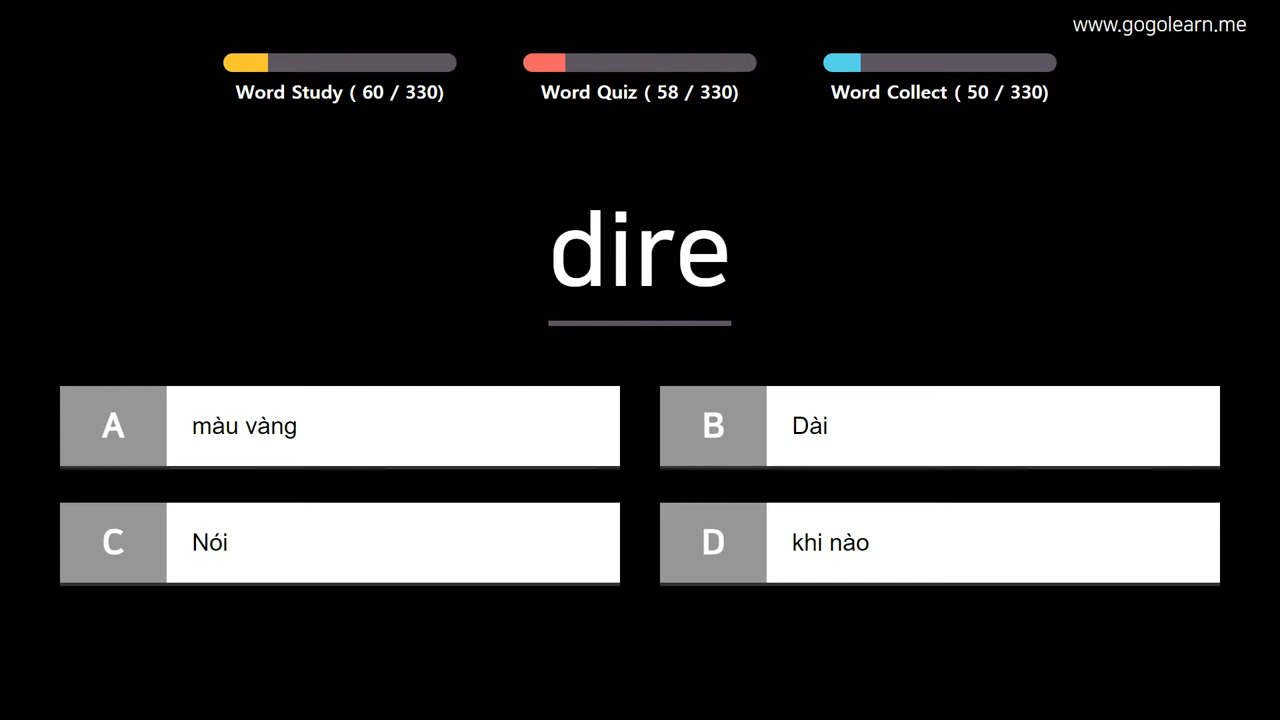 www.gogolearn.me
Word Study ( 60 / 330)
Word Quiz ( 58 / 330)
Word Collect ( 50 / 330)
dire
A màu vàng
B Dài
C Nói
D khi nào